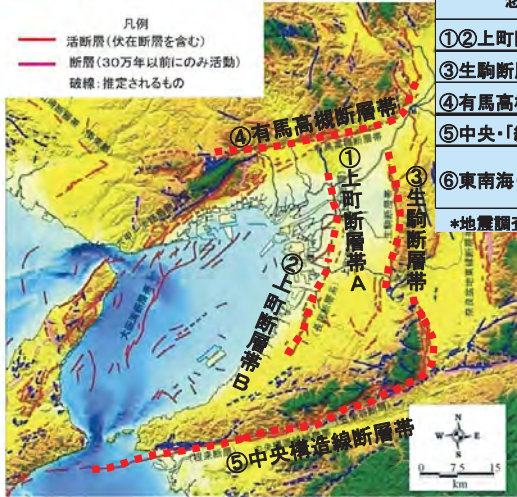 凡例
活断層(伏在断層を含む)
断層(30万年以前にのみ活動)
破線:推定されるもの
①②上町
③生駒断
④有馬高
⑤中央・「
⑥東南海
*地震調査
④有馬高槻断層帯
①上町断層帯A
③生駒断層帯
②上町断層帯B
⑤中央構造線断層帯
N
W
E
S
0 7.5 15
km